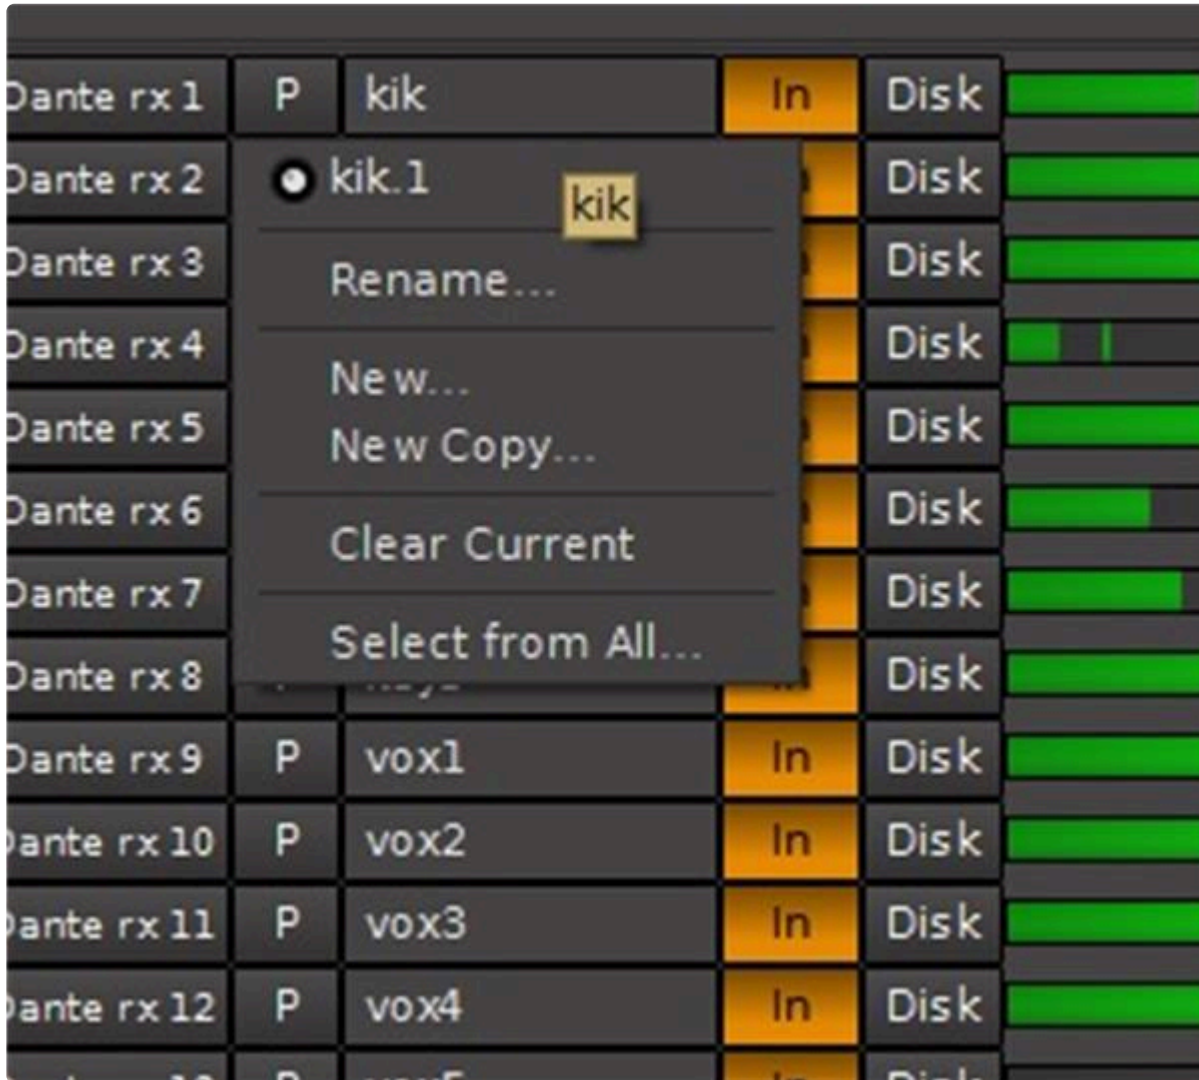 Dante rx 1 P kik In Disk
Dante rx 2 kik.1 kik Disk
Dante rx 3 Rename... Disk
Dante rx 4 New... Disk
Dante rx 5 New Copy... Disk
Dante rx 6 Clear Current Disk
Dante rx 7 Select from All... Disk
Dante rx 8 In Disk
Dante rx 9 P vox1 In Disk
Dante rx 10 P vox2 In Disk
Dante rx 11 P vox3 In Disk
Dante rx 12 P vox4 In Disk